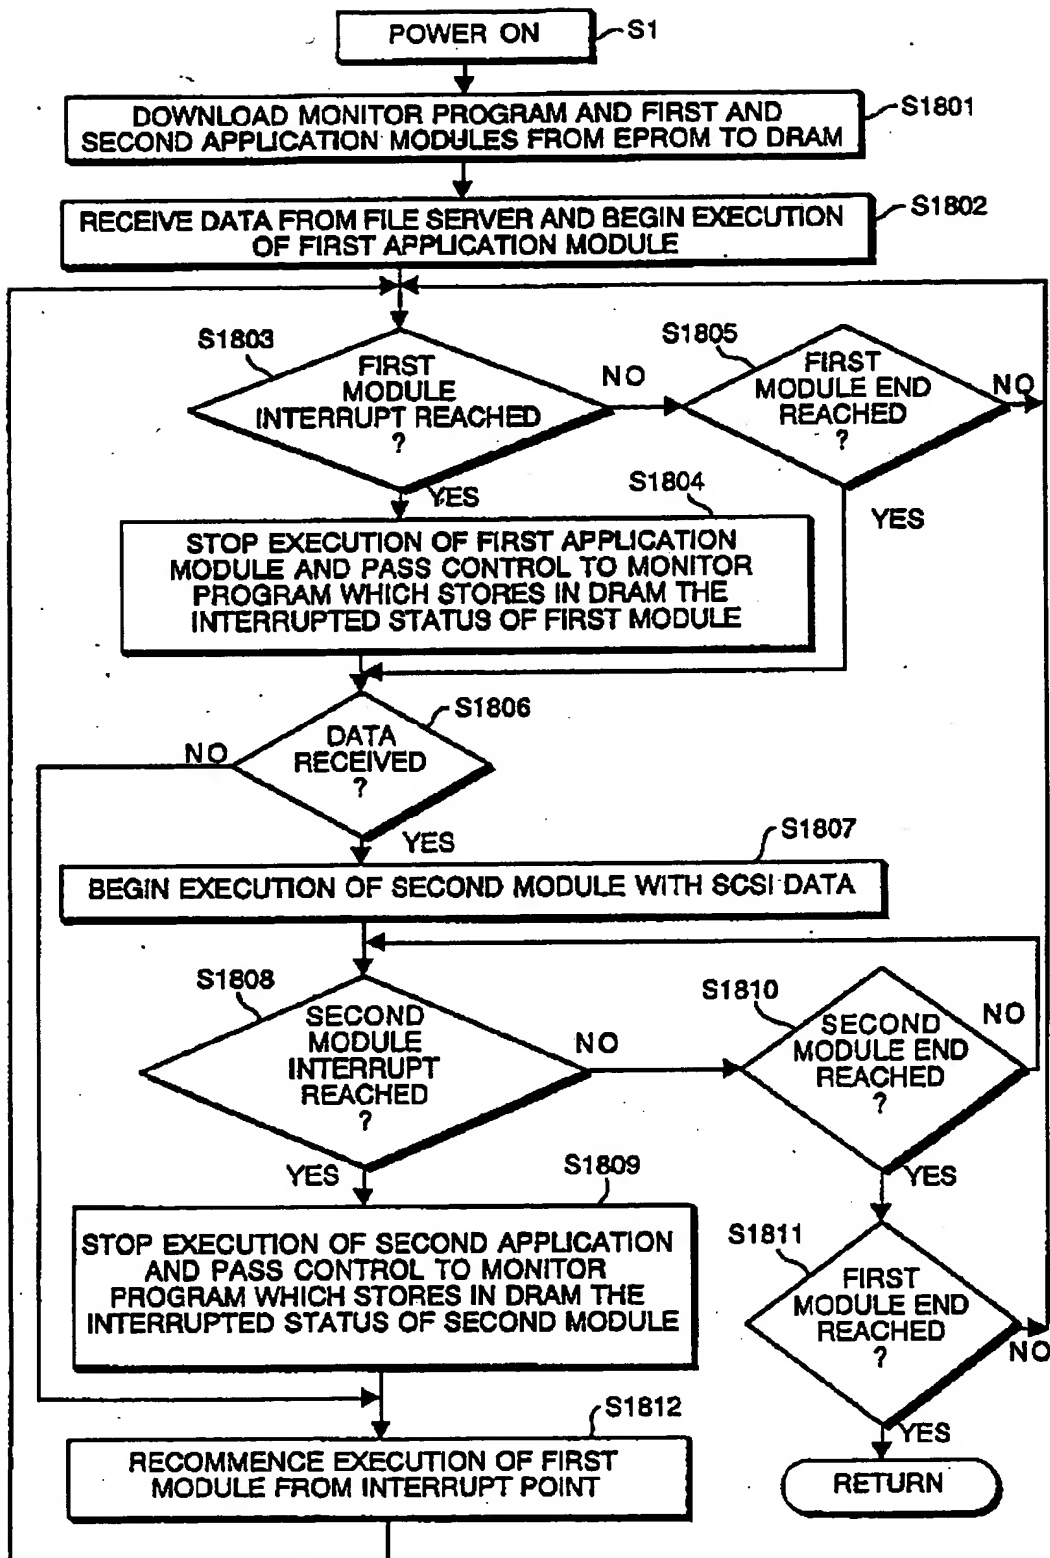 POWER ON
S1
DOWNLOAD MONITOR PROGRAM AND FIRST AND
SECOND APPLICATION MODULES FROM EPROM TO DRAM
S1801
RECEIVE DATA FROM FILE SERVER AND BEGIN EXECUTION
OF FIRST APPLICATION MODULE
S1802
S1803
FIRST
MODULE
INTERRUPT REACHED
?
NO
YES
S1805
FIRST
MODULE END
REACHED
?
NO
YES
S1804
STOP EXECUTION OF FIRST APPLICATION
MODULE AND PASS CONTROL TO MONITOR
PROGRAM WHICH STORES IN DRAM THE
INTERRUPTED STATUS OF FIRST MODULE
S1806
DATA
RECEIVED
?
NO
YES
S1807
BEGIN EXECUTION OF SECOND MODULE WITH SCSI DATA
S1808
SECOND
MODULE
INTERRUPT
REACHED
?
NO
YES
S1810
SECOND
MODULE END
REACHED
?
NO
YES
S1809
STOP EXECUTION OF SECOND APPLICATION
AND PASS CONTROL TO MONITOR
PROGRAM WHICH STORES IN DRAM THE
INTERRUPTED STATUS OF SECOND MODULE
S1811
FIRST
MODULE END
REACHED
?
NO
YES
S1812
RECOMMENCE EXECUTION OF FIRST
MODULE FROM INTERRUPT POINT
RETURN